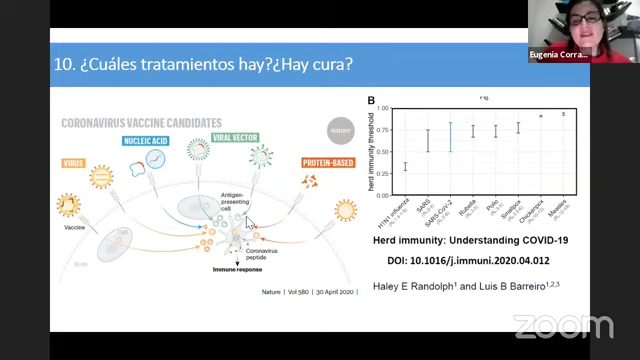 Eugenia Corra...
10. ¿Cuáles tratamientos hay?¿Hay cura?
CORONAVIRUS VACCINE CANDIDATES
nature
VIRUS
NUCLEIC ACID
VIRAL VECTOR
PROTEIN-BASED
Vaccine
Antigen-
presenting
cell
Cell
Body
Coronavirus
peptide
Immune response
Nature | Vol 580 | 30 April 2020 |
B
herd immunity threshold
1.00
0.75
0.50
0.25
0.00
H1N1 influenza
SARS
SARS-CoV-2
Rubella
Polio
Smallpox
Chickenpox
Measles
Herd immunity: Understanding COVID-19
DOI: 10.1016/j.immuni.2020.04.012
Haley E Randolph1 and Luis B Barreiro1,2,3
zoom